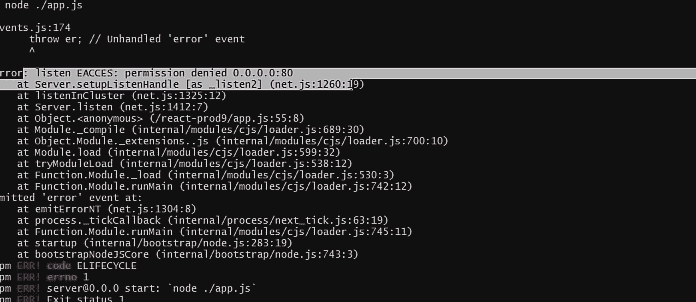 node ./app.js
vents.js:174
throw er; // Unhandled 'error' event
^
rror: listen EACCES: permission denied 0.0.0.0:80
at Server.setupListenHandle [as _listen2] (net.js:1260:19)
at listenInCluster (net.js:1325:12)
at Server.listen (net.js:1412:7)
at Object.<anonymous> (/react-prod9/app.js:55:8)
at Module._compile (internal/modules/cjs/loader.js:689:30)
at Object.Module._extensions..js (internal/modules/cjs/loader.js:700:10)
at Module.load (internal/modules/cjs/loader.js:599:32)
at tryModuleLoad (internal/modules/cjs/loader.js:538:12)
at Function.Module._load (internal/modules/cjs/loader.js:530:3)
at Function.Module.runMain (internal/modules/cjs/loader.js:742:12)
mitted 'error' event at:
at emitErrorNT (net.js:1304:8)
at process._tickCallback (internal/process/next_tick.js:63:19)
at Function.Module.runMain (internal/modules/cjs/loader.js:745:11)
at startup (internal/bootstrap/node.js:283:19)
at bootstrapNodeJSCore (internal/bootstrap/node.js:743:3)
pm ERR! code ELIFECYCLE
pm ERR! errno 1
pm ERR! server@0.0.0 start: `node ./app.js`
pm ERR! Exit status 1